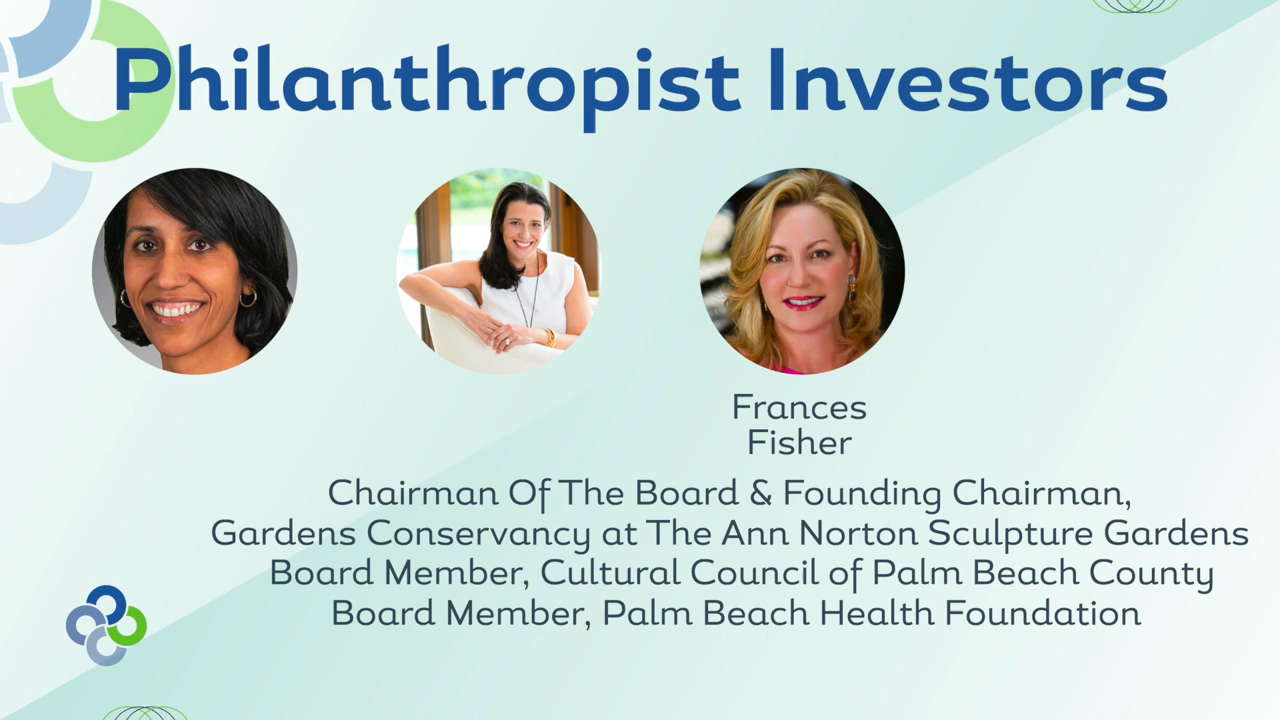 Philanthropist Investors
Frances
Fisher
Chairman Of The Board & Founding Chairman,
Gardens Conservancy at The Ann Norton Sculpture Gardens
Board Member, Cultural Council of Palm Beach County
Board Member, Palm Beach Health Foundation